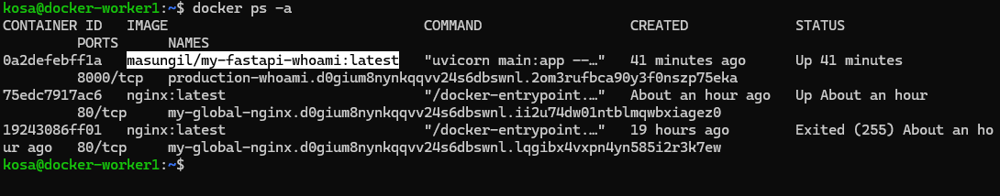 kosa@docker-worker1:~$ docker ps -a
CONTAINER ID   IMAGE                               COMMAND                  CREATED             STATUS
         PORTS      NAMES
0a2defebff1a   masungil/my-fastapi-whoami:latest   "uvicorn main:app --…"   41 minutes ago      Up 41 minutes
         8000/tcp   production-whoami.d0gium8nynkqqvv24s6dbswnl.2om3rufbca90y3f0nszp75eka
75edc7917ac6   nginx:latest                        "/docker-entrypoint.…"   About an hour ago   Up About an hour
         80/tcp     my-global-nginx.d0gium8nynkqqvv24s6dbswnl.ii2u74dw01ntblmqwbxiagez0
19243086ff01   nginx:latest                        "/docker-entrypoint.…"   19 hours ago        Exited (255) About an ho
ur ago   80/tcp     my-global-nginx.d0gium8nynkqqvv24s6dbswnl.lqgibx4vxpn4yn585i2r3k7ew
kosa@docker-worker1:~$